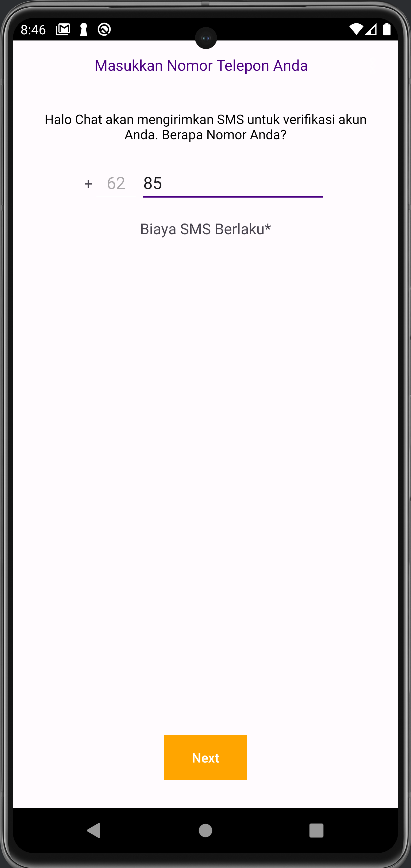 8:46
Masukkan Nomor Telepon Anda
Halo Chat akan mengirimkan SMS untuk verifikasi akun
Anda. Berapa Nomor Anda?
+ 62 85
Biaya SMS Berlaku*
Next